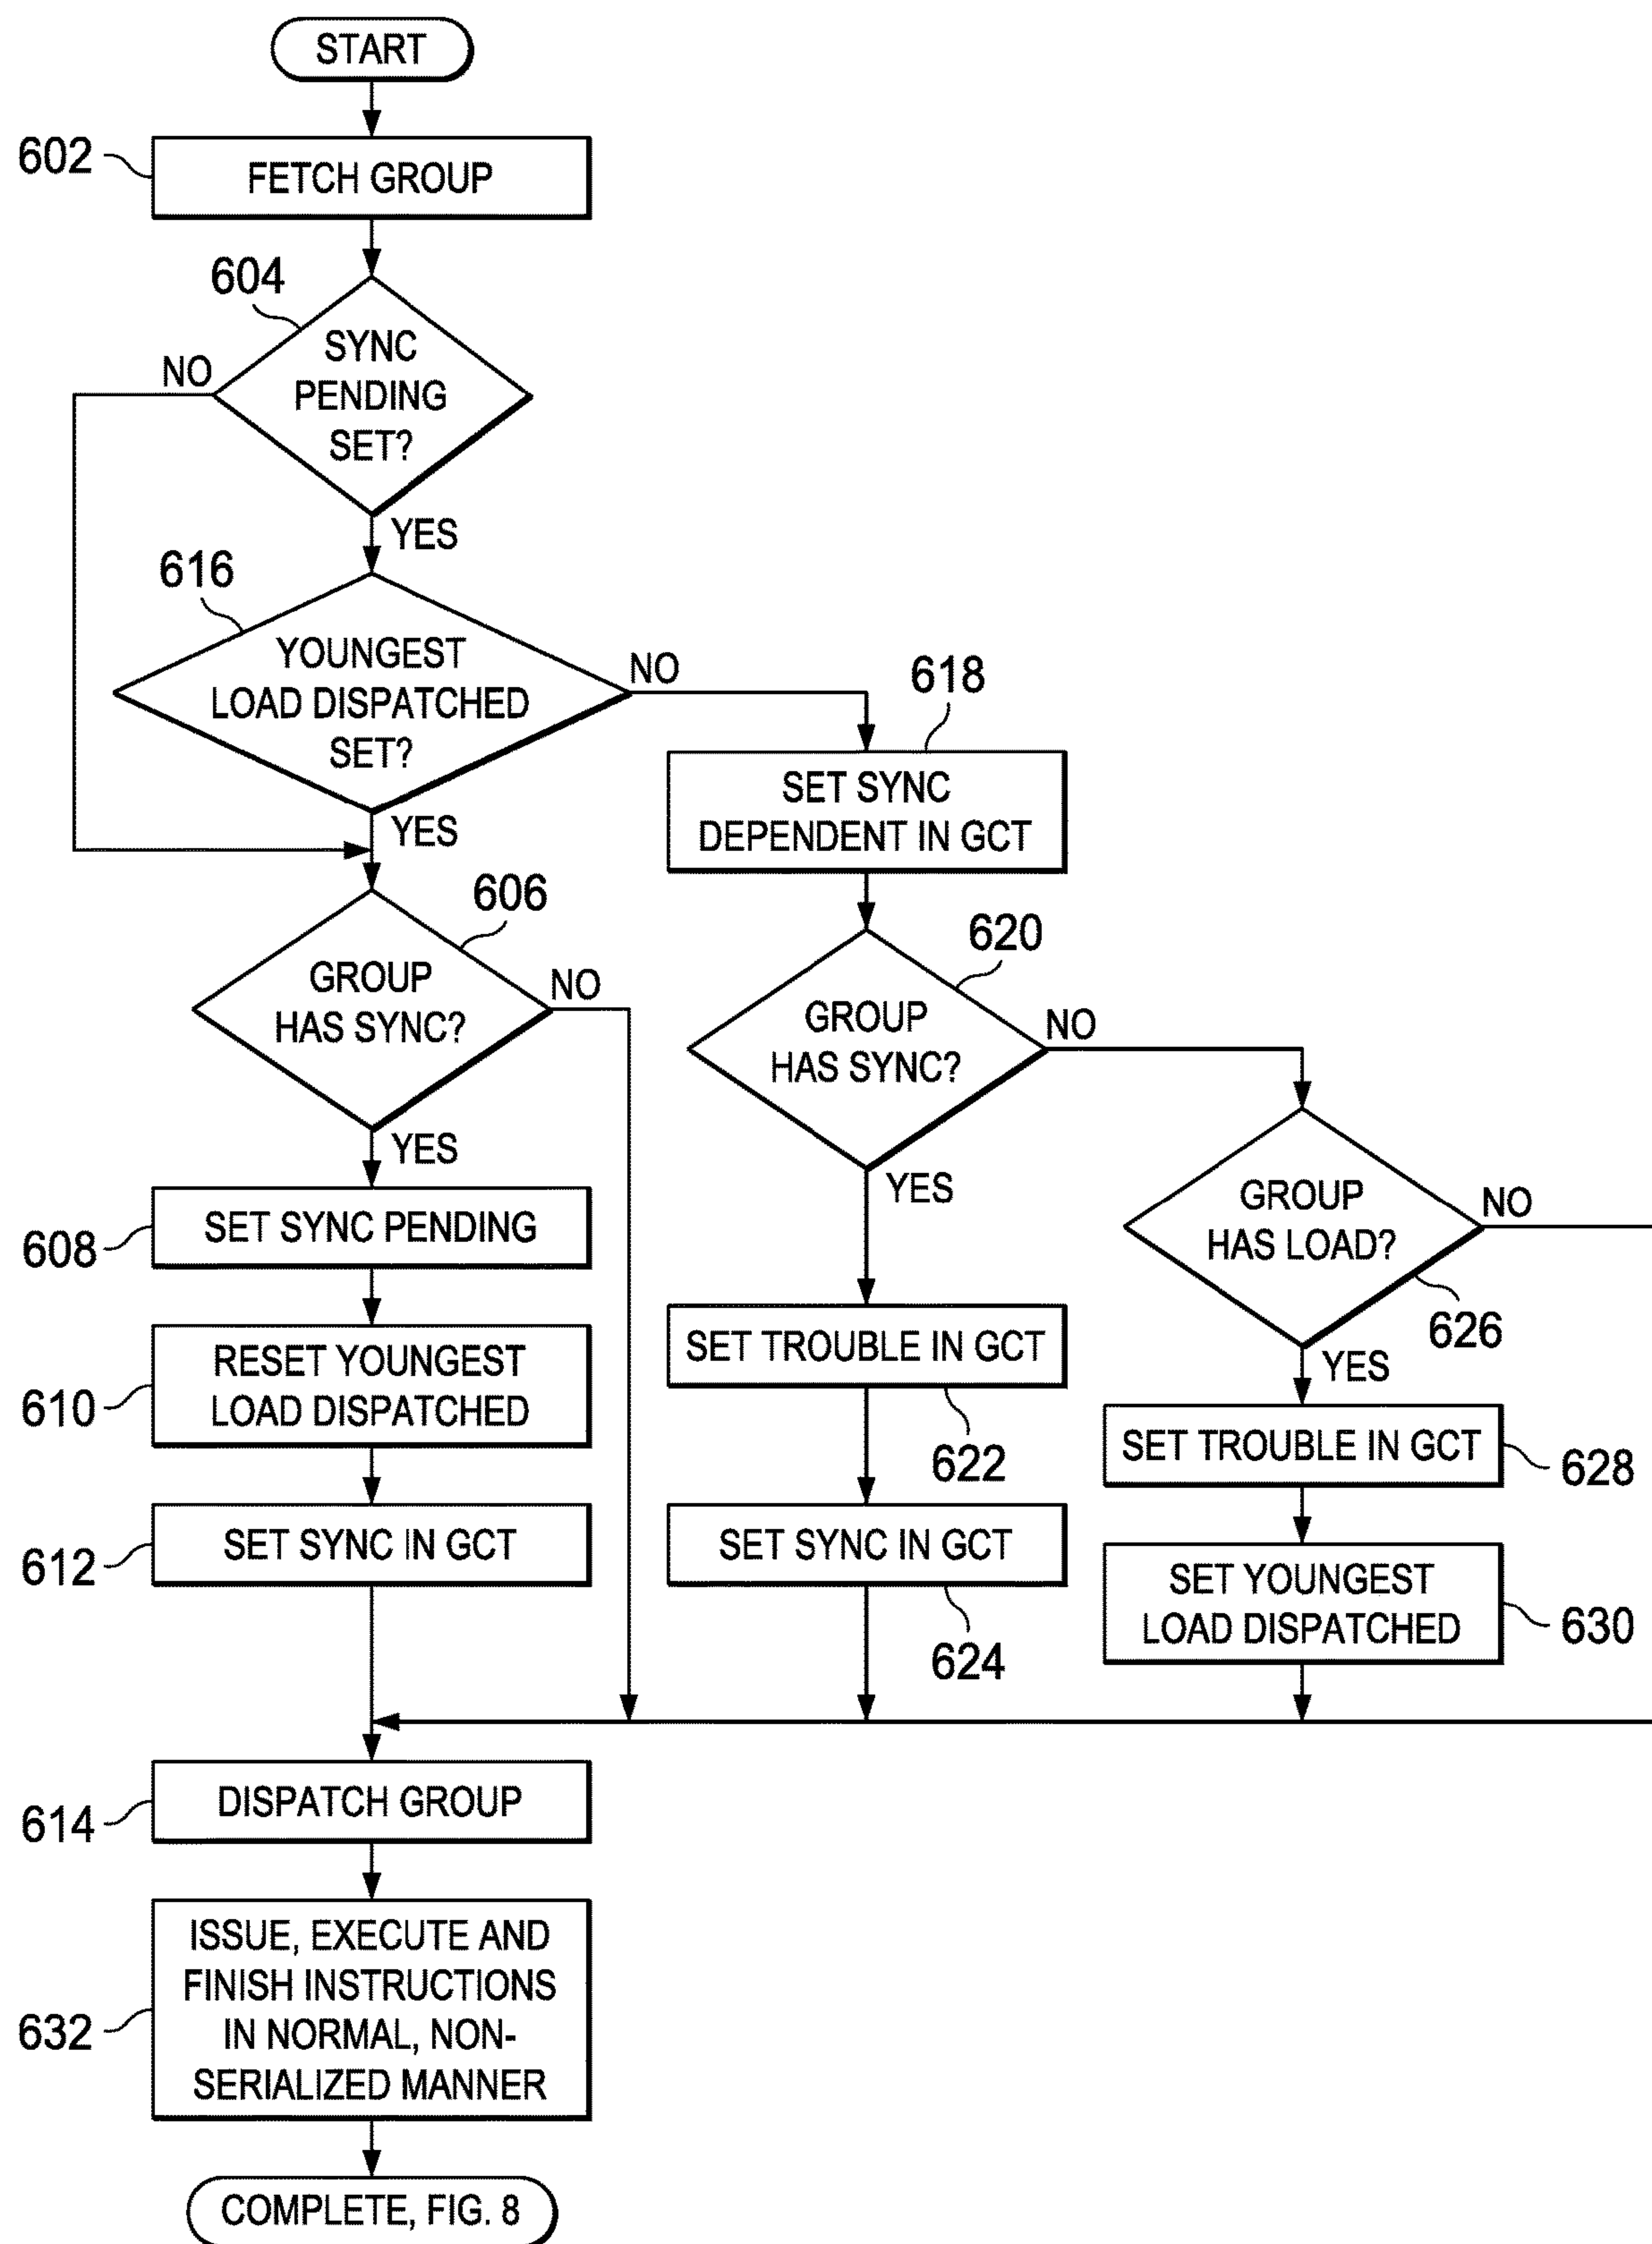 START
602
FETCH GROUP
604
SYNC
PENDING
SET?
NO
YES
616
YOUNGEST
LOAD DISPATCHED
SET?
NO
YES
618
SET SYNC
DEPENDENT IN GCT
606
GROUP
HAS SYNC?
NO
YES
620
GROUP
HAS SYNC?
NO
YES
GROUP
HAS LOAD?
NO
626
YES
608
SET SYNC PENDING
610
RESET YOUNGEST
LOAD DISPATCHED
612
SET SYNC IN GCT
SET TROUBLE IN GCT
622
SET SYNC IN GCT
624
SET TROUBLE IN GCT
628
SET YOUNGEST
LOAD DISPATCHED
630
614
DISPATCH GROUP
632
ISSUE, EXECUTE AND
FINISH INSTRUCTIONS
IN NORMAL, NON-
SERIALIZED MANNER
COMPLETE, FIG. 8